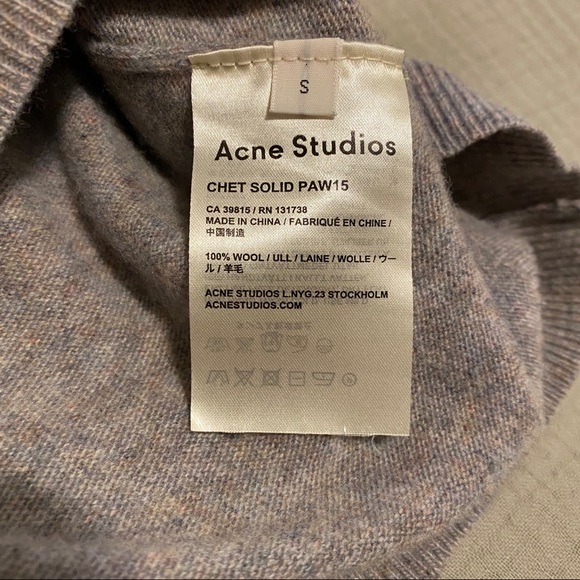 S
Acne Studios
CHET SOLID PAW15
CA 39815 / RN 131738
MADE IN CHINA / FABRIQUÉ EN CHINE /
中国制造
100% WOOL / ULL / LAINE / WOLLE / ウー
ル / 羊毛
ACNE STUDIOS L.NYG.23 STOCKHOLM
ACNESTUDIOS.COM